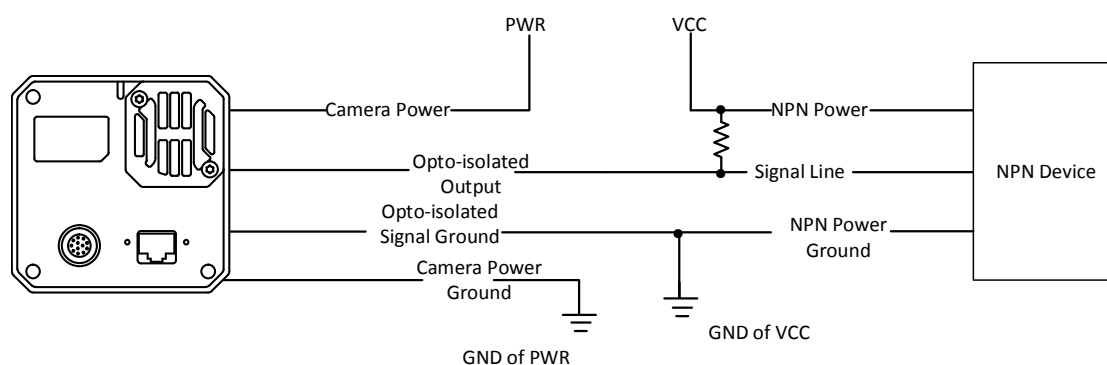 PWR
VCC
Camera Power
NPN Power
Opto-isolated
Output
Signal Line
NPN Device
Opto-isolated
Signal Ground
NPN Power
Ground
Camera Power
Ground
GND of VCC
GND of PWR